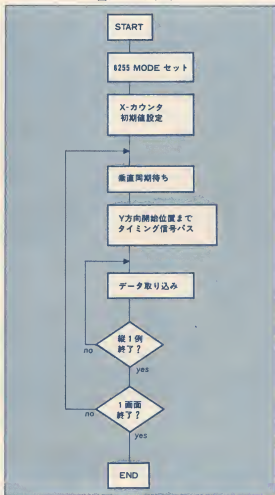 START
8255 MODE セット
X-カウンタ
初期値設定
垂直同期待ち
Y方向開始位置まで
タイミング信号パス
データ取り込み
縦1例
終了?
no
yes
1画面
終了?
no
yes
END